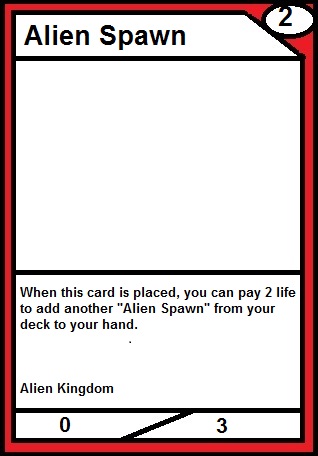 Alien Spawn
2
When this card is placed, you can pay 2 life
to add another "Alien Spawn" from your
deck to your hand.
.
Alien Kingdom
0
3